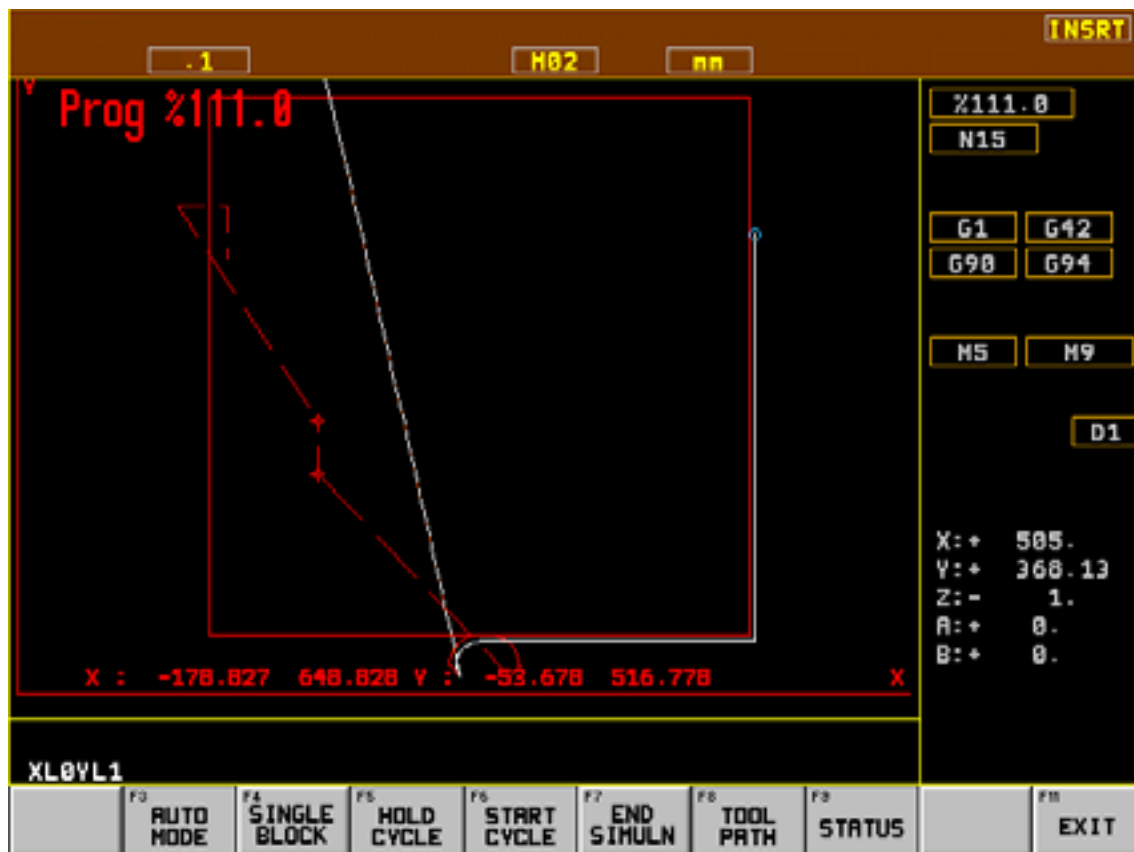 INSRT
.1 M02 mm
Y
Prog %111.0
%111.0
N15
G1 G42
G90 G94
M5 M9
D1
X:+ 505.
Y:+ 368.13
Z:- 1.
A:+ 0.
B:+ 0.
X : -178.827 648.828 Y : -53.678 516.778 X
XL0YL1
F3 AUTO MODE
F4 SINGLE BLOCK
F5 HOLD CYCLE
F6 START CYCLE
F7 END SIMULN
F8 TOOL PATH
F9 STATUS
F11 EXIT